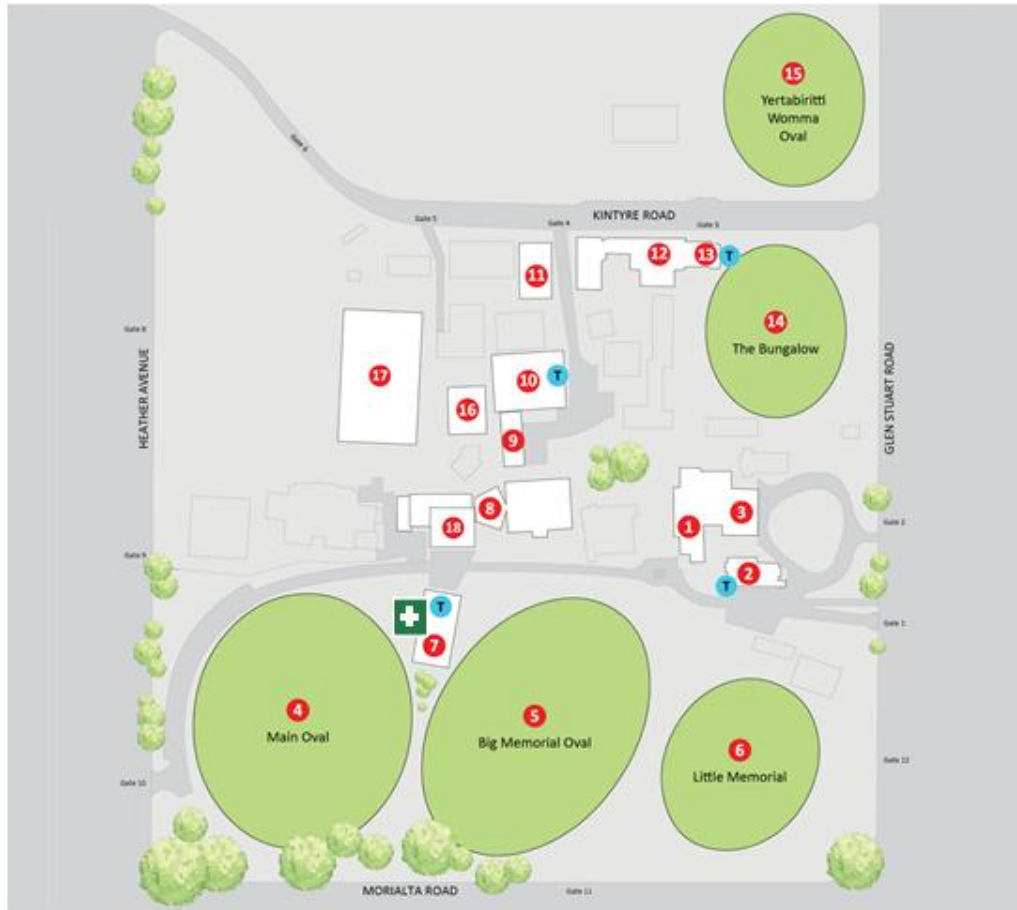 15
Yertabiritti
Womma
Oval
Gate 6
KINTYRE ROAD
Gate 5
Gate 4
Gate 3
12
13
T
11
14
The Bungalow
Gate 8
HEATHER AVENUE
GLEN STUART ROAD
17
10
T
16
9
8
18
1
3
Gate 2
Gate 9
2
T
T
7
Gate 1
4
Main Oval
5
Big Memorial Oval
6
Little Memorial
Gate 10
Gate 12
MORIALTA ROAD
Gate 11